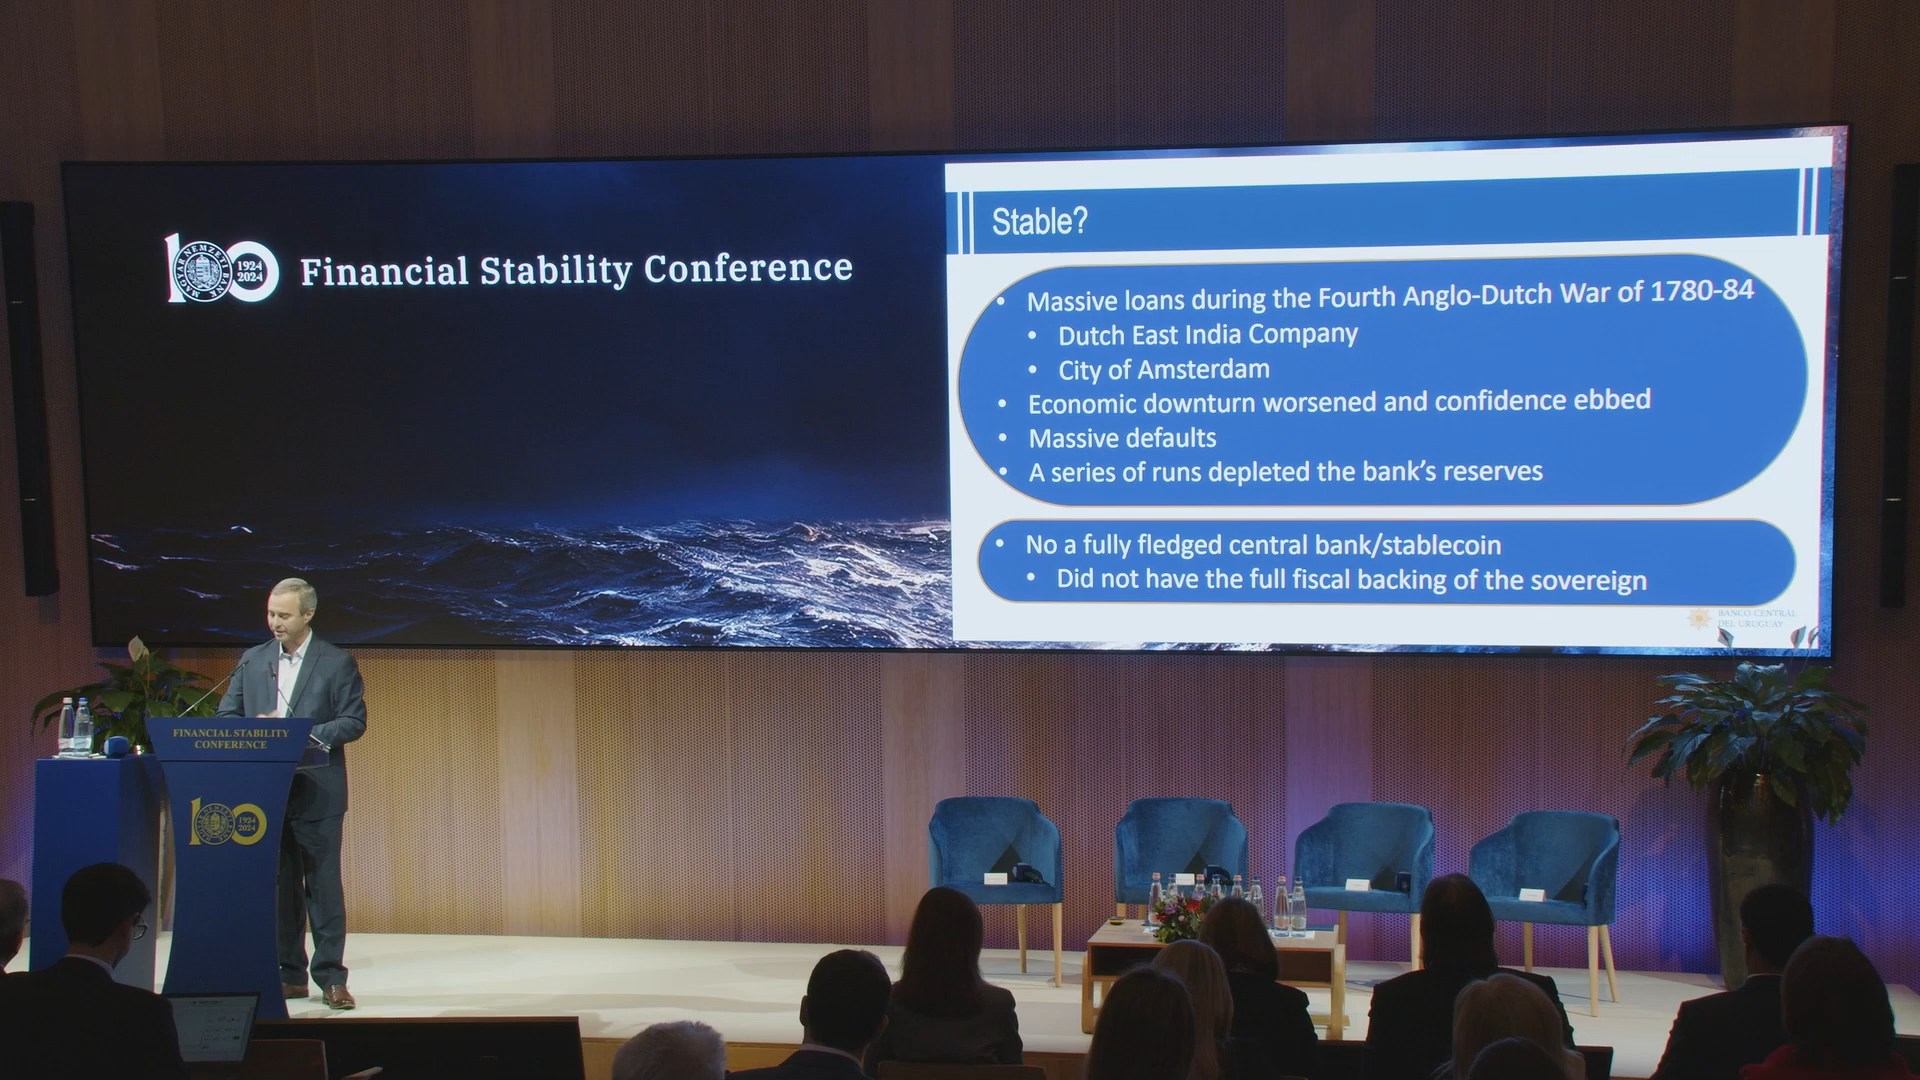 MAGYAR NEMZETI BANK
1924
2024
Financial Stability Conference
Stable?
• Massive loans during the Fourth Anglo-Dutch War of 1780-84
• Dutch East India Company
• City of Amsterdam
• Economic downturn worsened and confidence ebbed
• Massive defaults
• A series of runs depleted the bank’s reserves
• No a fully fledged central bank/stablecoin
• Did not have the full fiscal backing of the sovereign
BANCO CENTRAL
DEL URUGUAY
FINANCIAL STABILITY
CONFERENCE
1924
2024